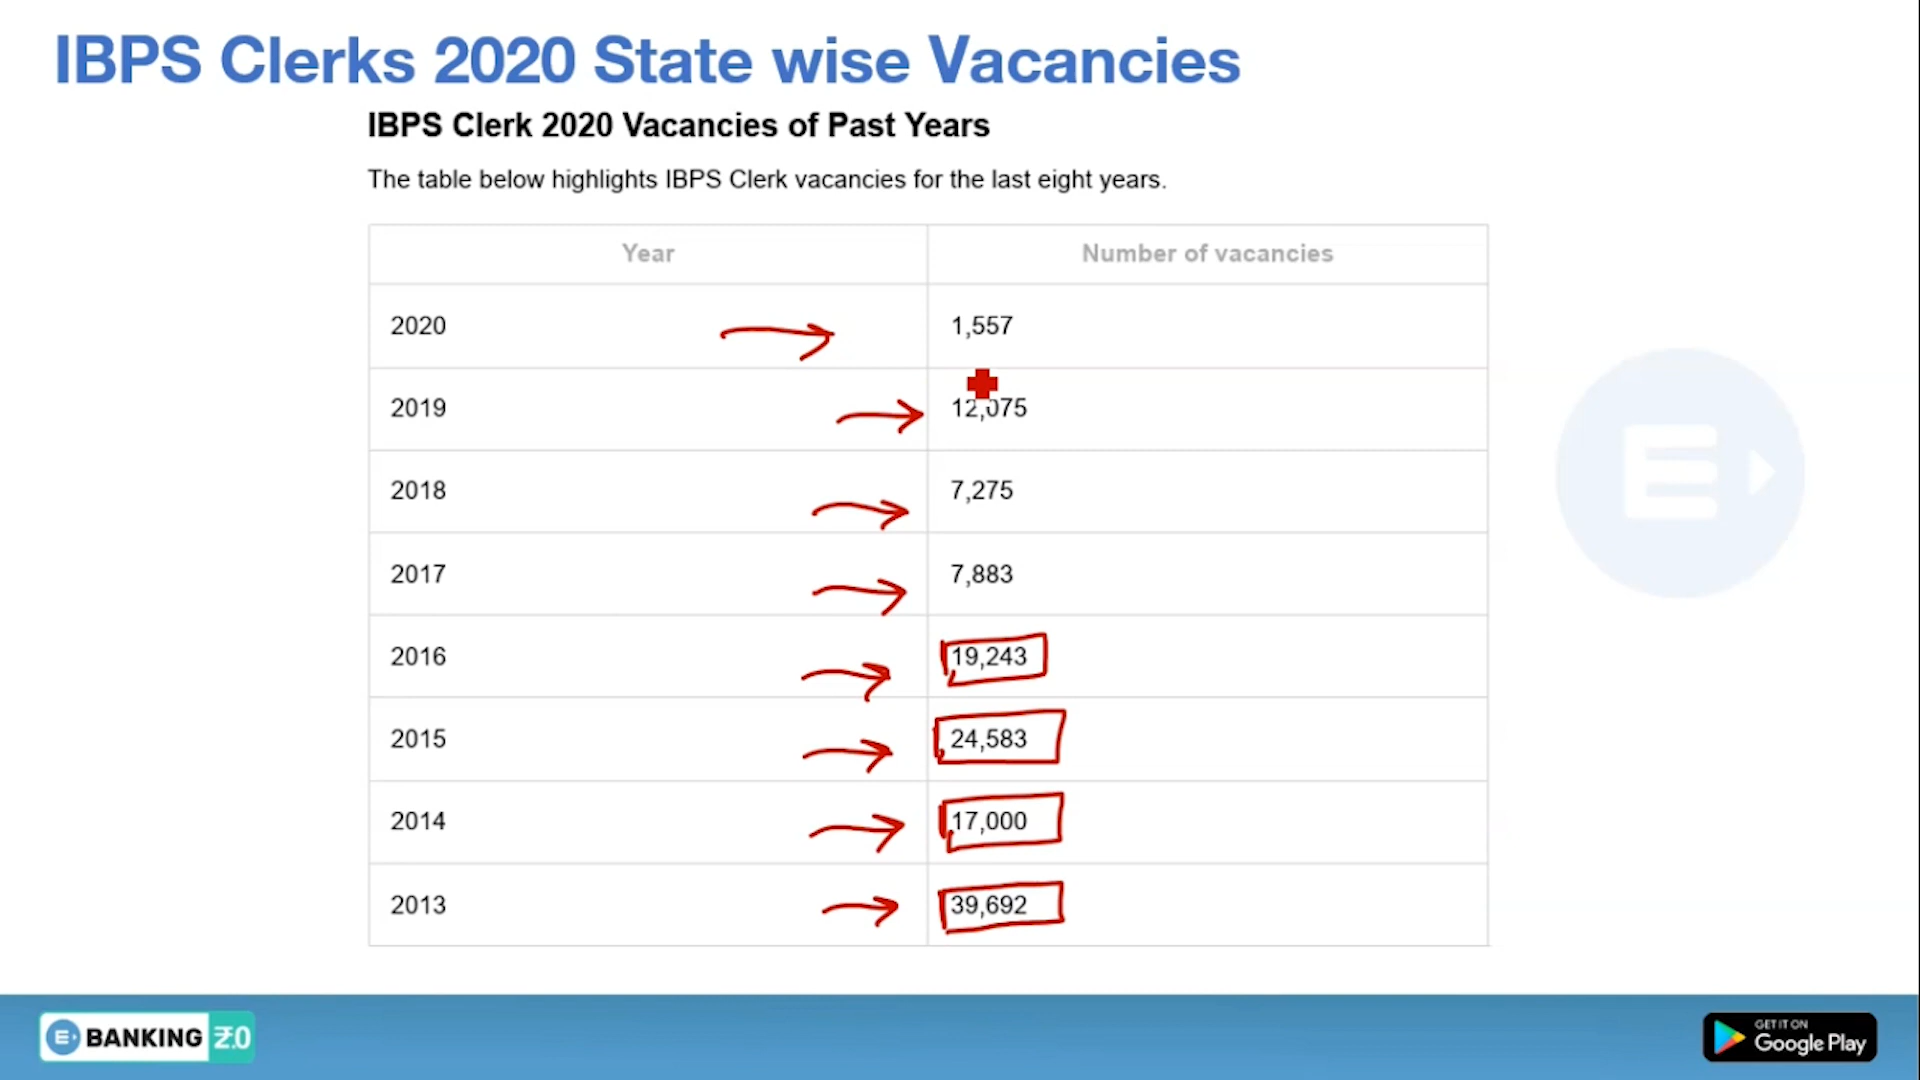 IBPS Clerks 2020 State wise Vacancies
IBPS Clerk 2020 Vacancies of Past Years
The table below highlights IBPS Clerk vacancies for the last eight years.
Year Number of vacancies
2020 1,557
2019 12,075
2018 7,275
2017 7,883
2016 19,243
2015 24,583
2014 17,000
2013 39,692
E BANKING 2.0
GET IT ON
Google Play